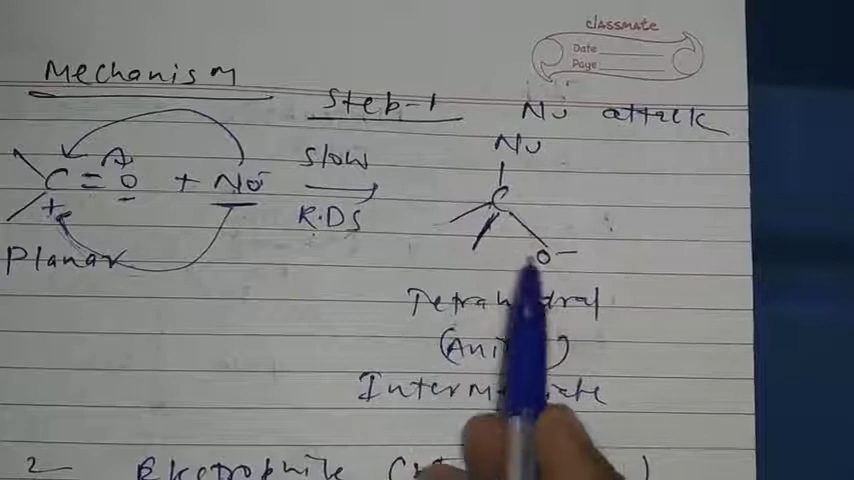 classmate
Date
Page
Mechanism
Step-1
Nu attack
C = O + Nu⁻
+
Slow
R.D.S
Planar
Nu
C
O −
Tetrahedral
Intermediate
2